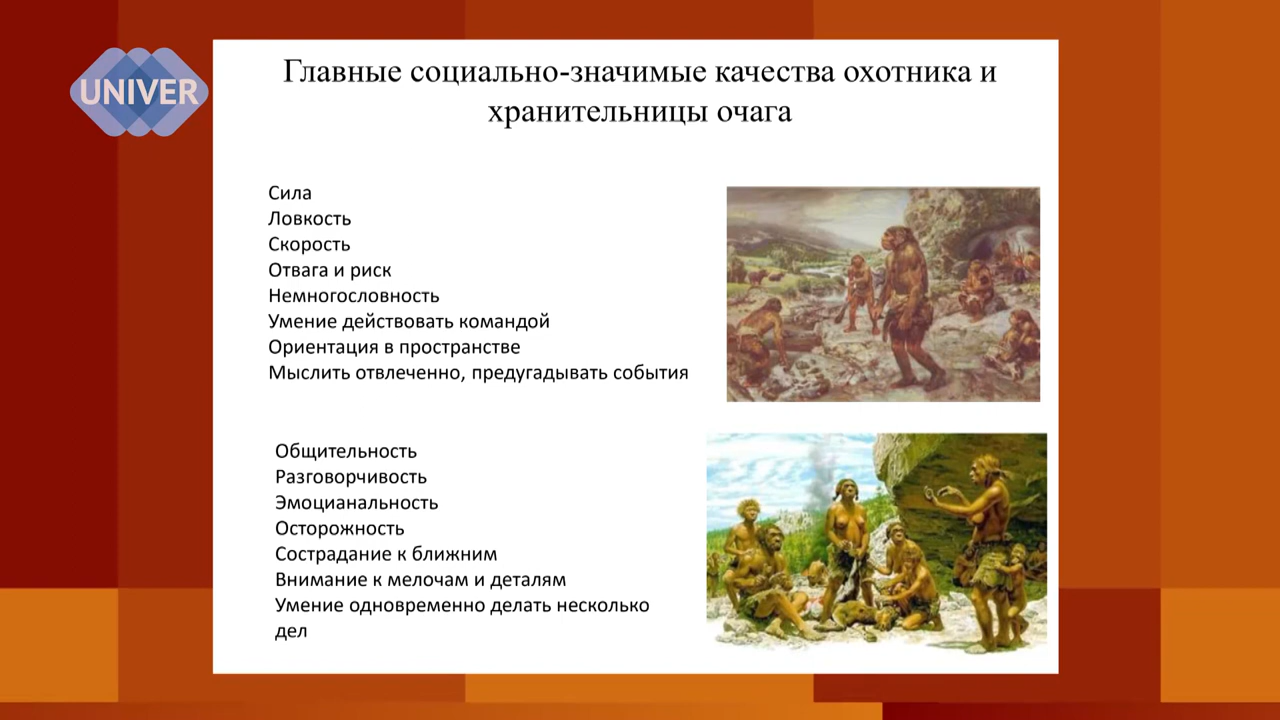 UNIVER
Главные социально-значимые качества охотника и
хранительницы очага
Сила
Ловкость
Скорость
Отвага и риск
Немногословность
Умение действовать командой
Ориентация в пространстве
Мыслить отвлеченно, предугадывать события
Общительность
Разговорчивость
Эмоцианальность
Осторожность
Сострадание к ближним
Внимание к мелочам и деталям
Умение одновременно делать несколько
дел